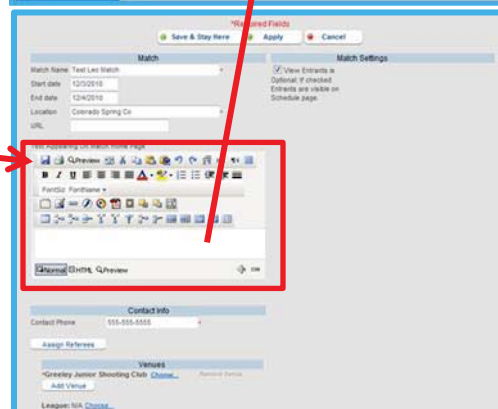 *Required Fields
Save & Stay Here Apply Cancel
Match
Match Name Test Leo Match *
Start date 12/3/2010
End date 12/4/2010
Location Colorado Spring Co *
URL
Match Settings
View Entrants is
Optional. If checked
Entrants are visible on
Schedule page.
Text Appearing On Match Home Page
Preview
B I U
FontSiz FontName
Normal HTML Preview
Contact Info
Contact Phone 555-555-5555 *
Assign Referees
Venues
*Greeley Junior Shooting Club Choose... Remove Venue
Add Venue
League: N/A Choose...